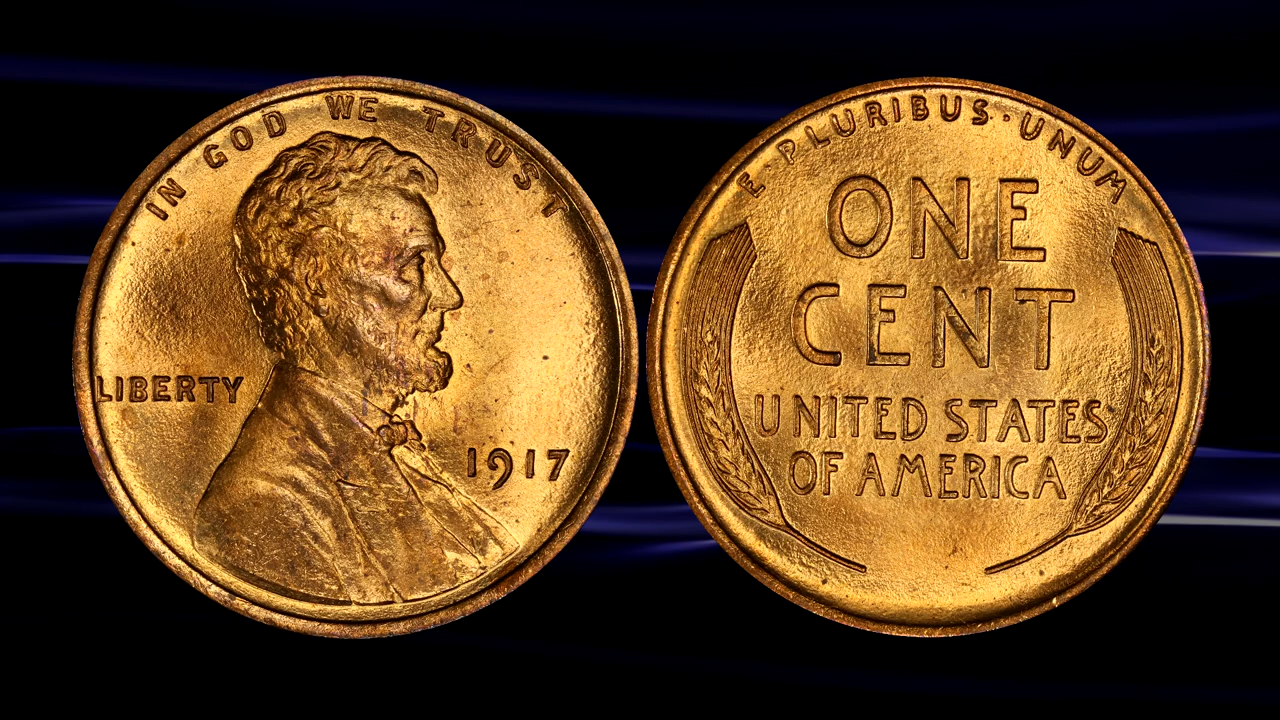 IN GOD WE TRUST
LIBERTY
1917
E·PLURIBUS·UNUM
ONE
CENT
UNITED STATES
OF AMERICA